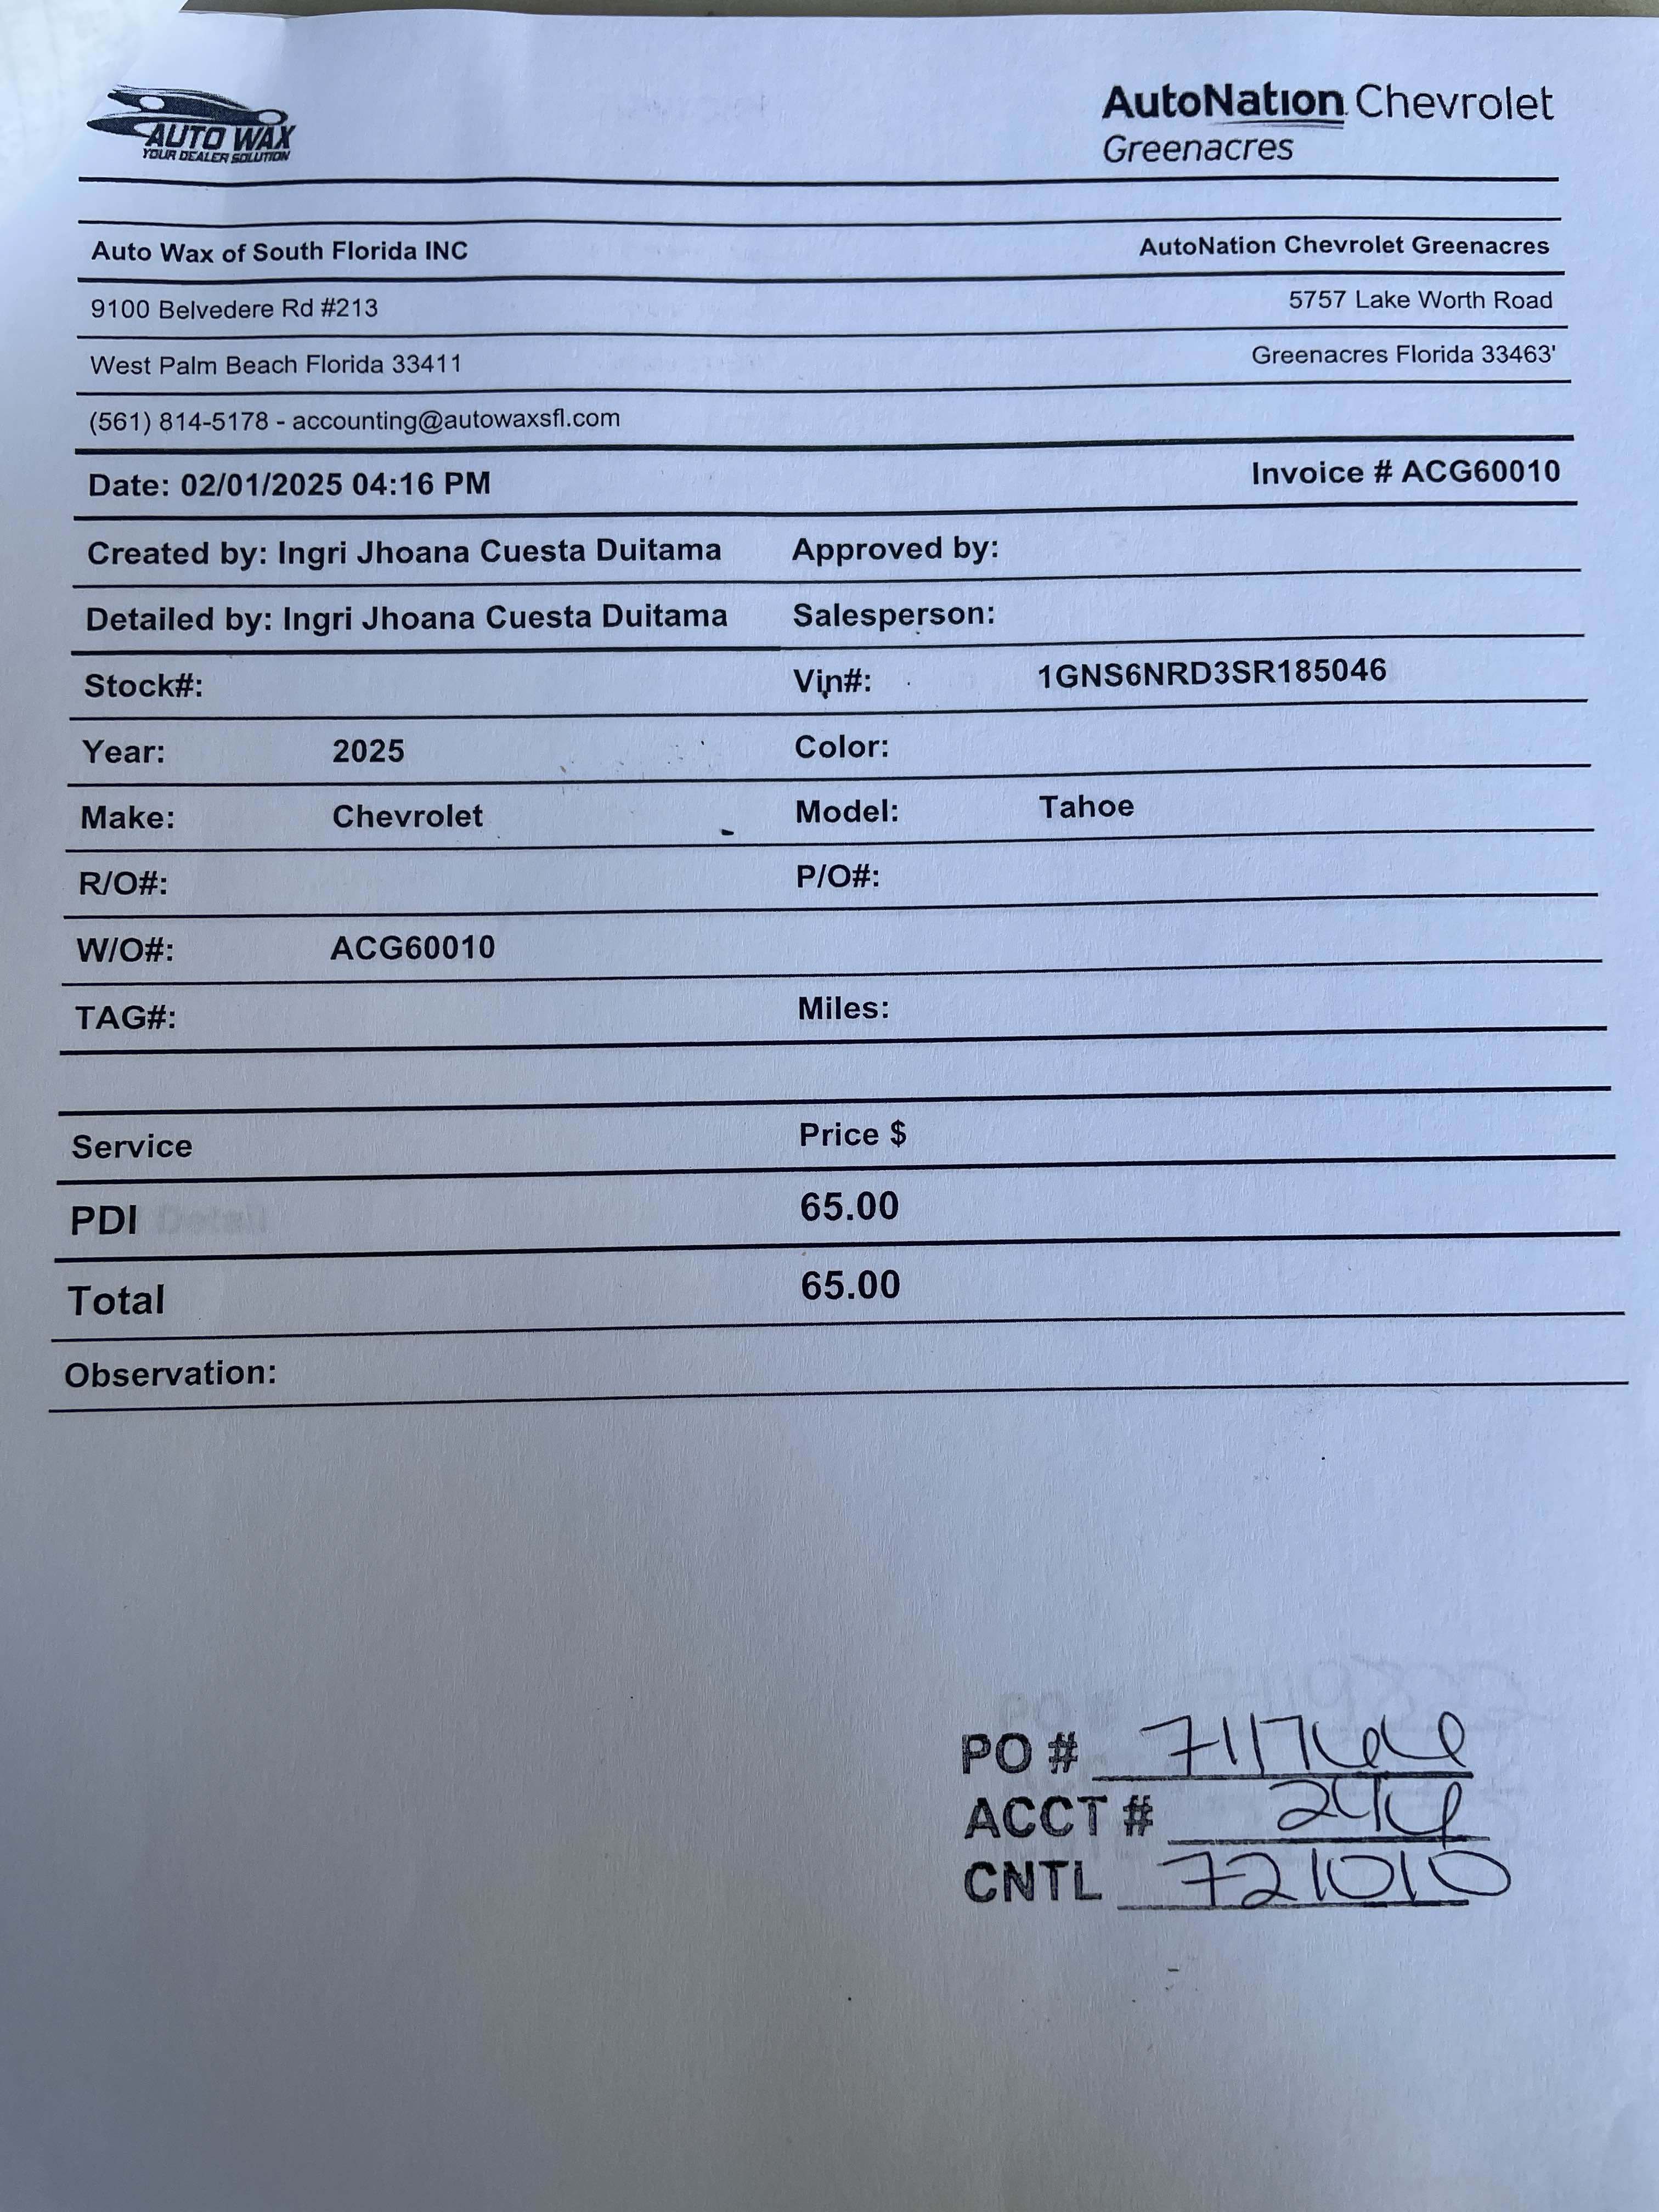 AUTO WAX
YOUR DEALER SOLUTION
AutoNation Chevrolet
Greenacres
Auto Wax of South Florida INC
AutoNation Chevrolet Greenacres
9100 Belvedere Rd #213
5757 Lake Worth Road
West Palm Beach Florida 33411
Greenacres Florida 33463'
(561) 814-5178 - accounting@autowaxsfl.com
Date: 02/01/2025 04:16 PM
Invoice # ACG60010
Created by: Ingri Jhoana Cuesta Duitama Approved by:
Detailed by: Ingri Jhoana Cuesta Duitama Salesperson:
Stock#: Vin#: 1GNS6NRD3SR185046
Year: 2025 Color:
Make: Chevrolet Model: Tahoe
R/O#: P/O#:
W/O#: ACG60010
TAG#: Miles:
Service Price $
PDI 65.00
Total 65.00
Observation:
PO #
ACCT #
CNTL 721010